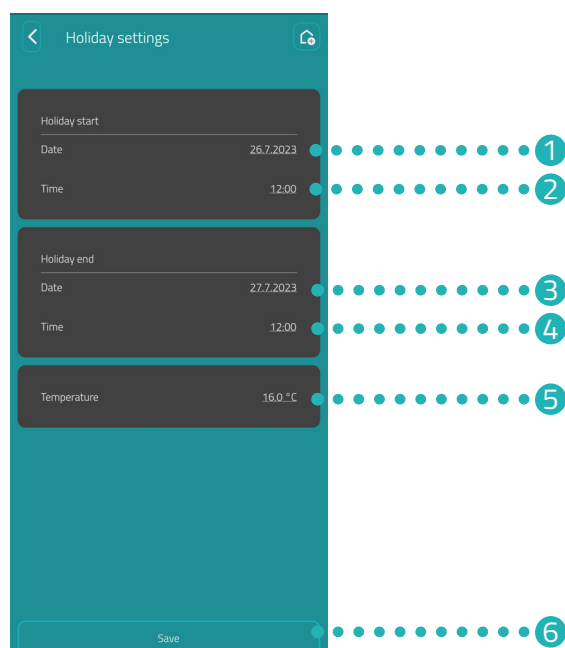 Holiday settings
Holiday start
Date 26.7.2023 1
Time 12:00 2
Holiday end
Date 27.7.2023 3
Time 12:00 4
Temperature 16.0 °C 5
Save 6